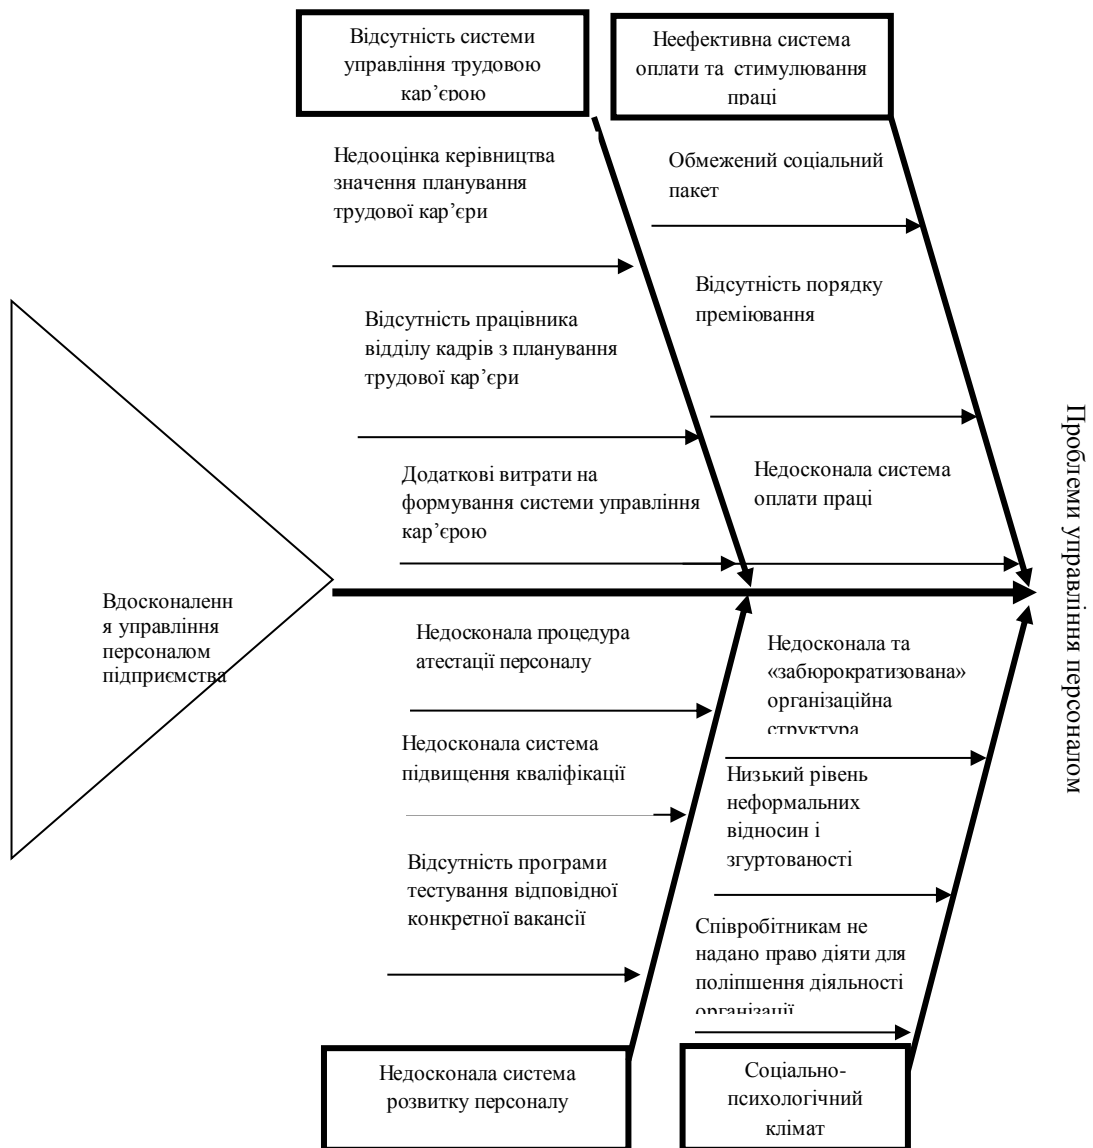 Відсутність системи
управління трудовою
кар’єрою
Неефективна система
оплати та стимулювання
праці
Недооцінка керівництва
значення планування
трудової кар’єри
Обмежений соціальний
пакет
Відсутність працівника
відділу кадрів з планування
трудової кар’єри
Відсутність порядку
преміювання
Додаткові витрати на
формування системи управління
кар’єрою
Недосконала система
оплати праці
Проблеми управління персоналом
Вдосконаленн
я управління
персоналом
підприємства
Недосконала процедура
атестації персоналу
Недосконала та
«забюрократизована»
організаційна
структура
Недосконала система
підвищення кваліфікації
Низький рівень
неформальних
відносин і
згуртованості
Відсутність програми
тестування відповідної
конкретної вакансії
Співробітникам не
надано право діяти для
поліпшення діяльності
організації
Недосконала система
розвитку персоналу
Соціально-
психологічний
клімат